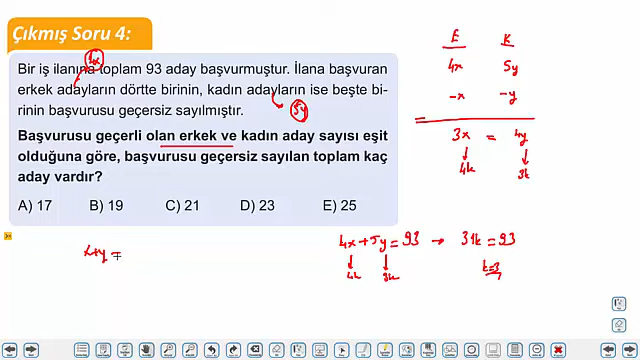 Çıkmış Soru 4:
Bir iş ilanına toplam 93 aday başvurmuştur. İlana başvuran
erkek adayların dörtte birinin, kadın adayların ise beşte bi-
rinin başvurusu geçersiz sayılmıştır.
Başvurusu geçerli olan erkek ve kadın aday sayısı eşit
olduğuna göre, başvurusu geçersiz sayılan toplam kaç
aday vardır?
A) 17 B) 19 C) 21 D) 23 E) 25
4x
5y
E K
4x 5y
-x -y
3x = 4y
4k 3k
4x+5y=93 → 31k=93
4k 3k k=3
x+y=